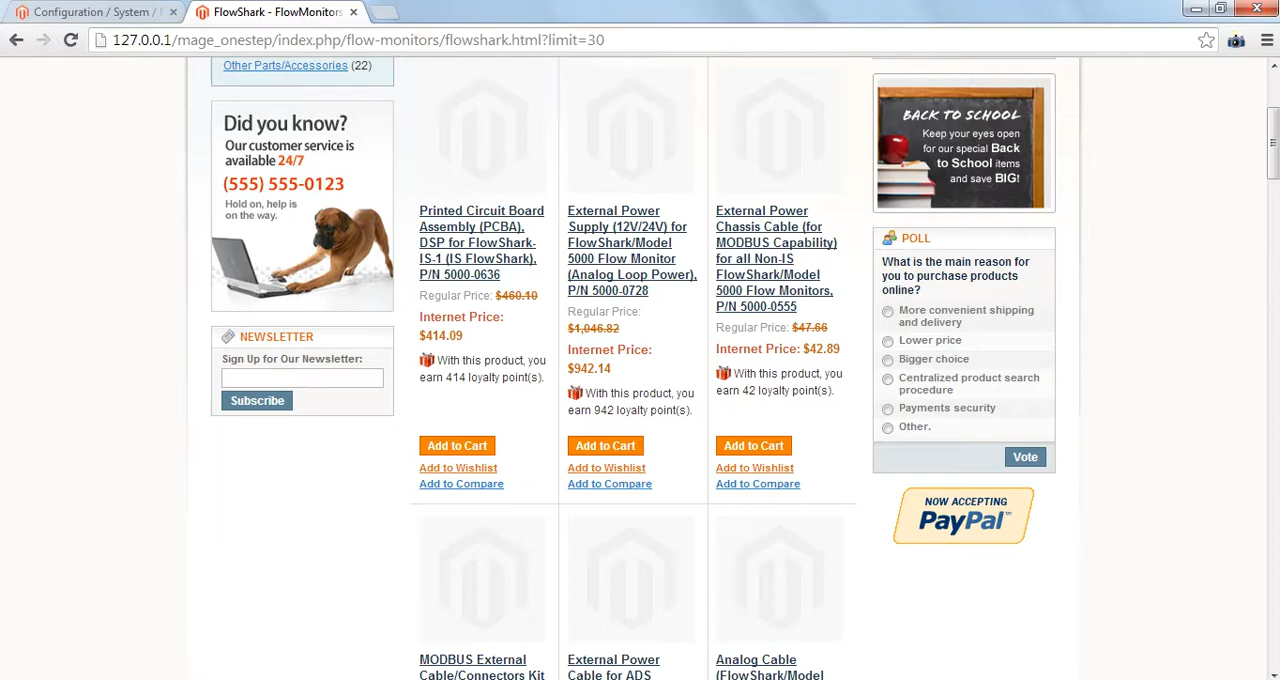 Configuration / System /
FlowShark - FlowMonitors
127.0.0.1/mage_onestep/index.php/flow-monitors/flowshark.html?limit=30
Other Parts/Accessories (22)
Did you know?
Our customer service is
available 24/7
(555) 555-0123
Hold on, help is
on the way.
NEWSLETTER
Sign Up for Our Newsletter:
Subscribe
Printed Circuit Board
Assembly (PCBA),
DSP for FlowShark-
IS-1 (IS FlowShark),
P/N 5000-0636
Regular Price: $460.10
Internet Price:
$414.09
With this product, you
earn 414 loyalty point(s).
Add to Cart
Add to Wishlist
Add to Compare
External Power
Supply (12V/24V) for
FlowShark/Model
5000 Flow Monitor
(Analog Loop Power),
P/N 5000-0728
Regular Price:
$1,046.82
Internet Price:
$942.14
With this product, you
earn 942 loyalty point(s).
Add to Cart
Add to Wishlist
Add to Compare
External Power
Chassis Cable (for
MODBUS Capability)
for all Non-IS
FlowShark/Model
5000 Flow Monitors,
P/N 5000-0555
Regular Price: $47.66
Internet Price: $42.89
With this product, you
earn 42 loyalty point(s).
Add to Cart
Add to Wishlist
Add to Compare
MODBUS External
Cable/Connectors Kit
External Power
Cable for ADS
Analog Cable
(FlowShark/Model
BACK TO SCHOOL
Keep your eyes open
for our special Back
to School items
and save BIG!
POLL
What is the main reason for
you to purchase products
online?
More convenient shipping
and delivery
Lower price
Bigger choice
Centralized product search
procedure
Payments security
Other.
Vote
NOW ACCEPTING
PayPal™